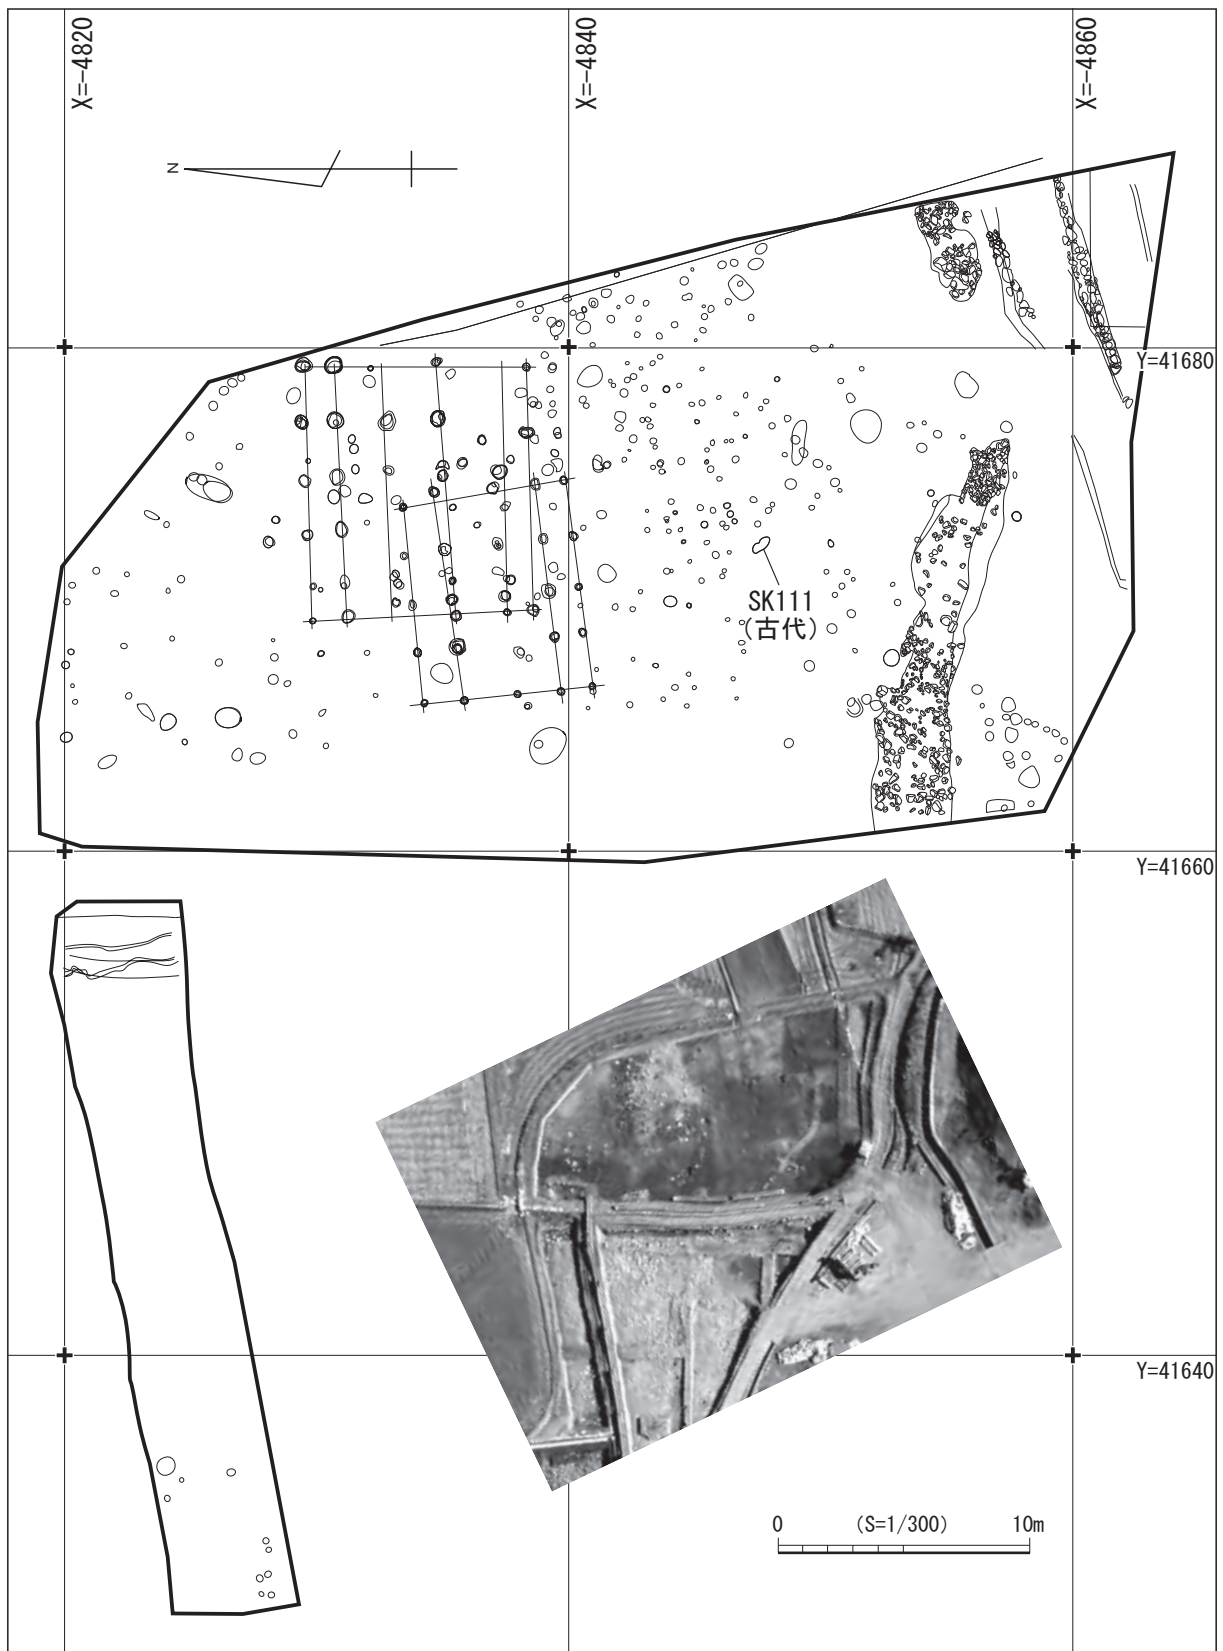 X=-4820
X=-4840
X=-4860
N
Y=41680
SK111
(古代)
Y=41660
Y=41640
0 (S=1/300) 10m